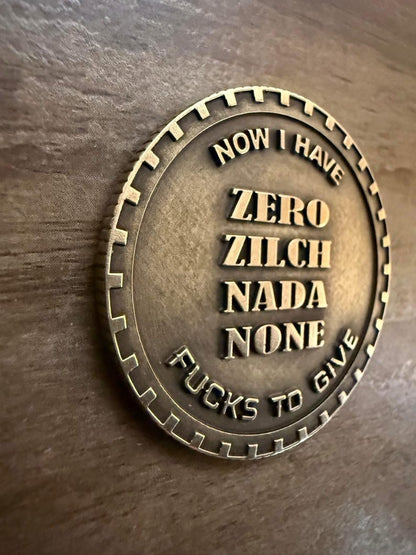 NOW I HAVE
ZERO
ZILCH
NADA
NONE
FUCKS TO GIVE